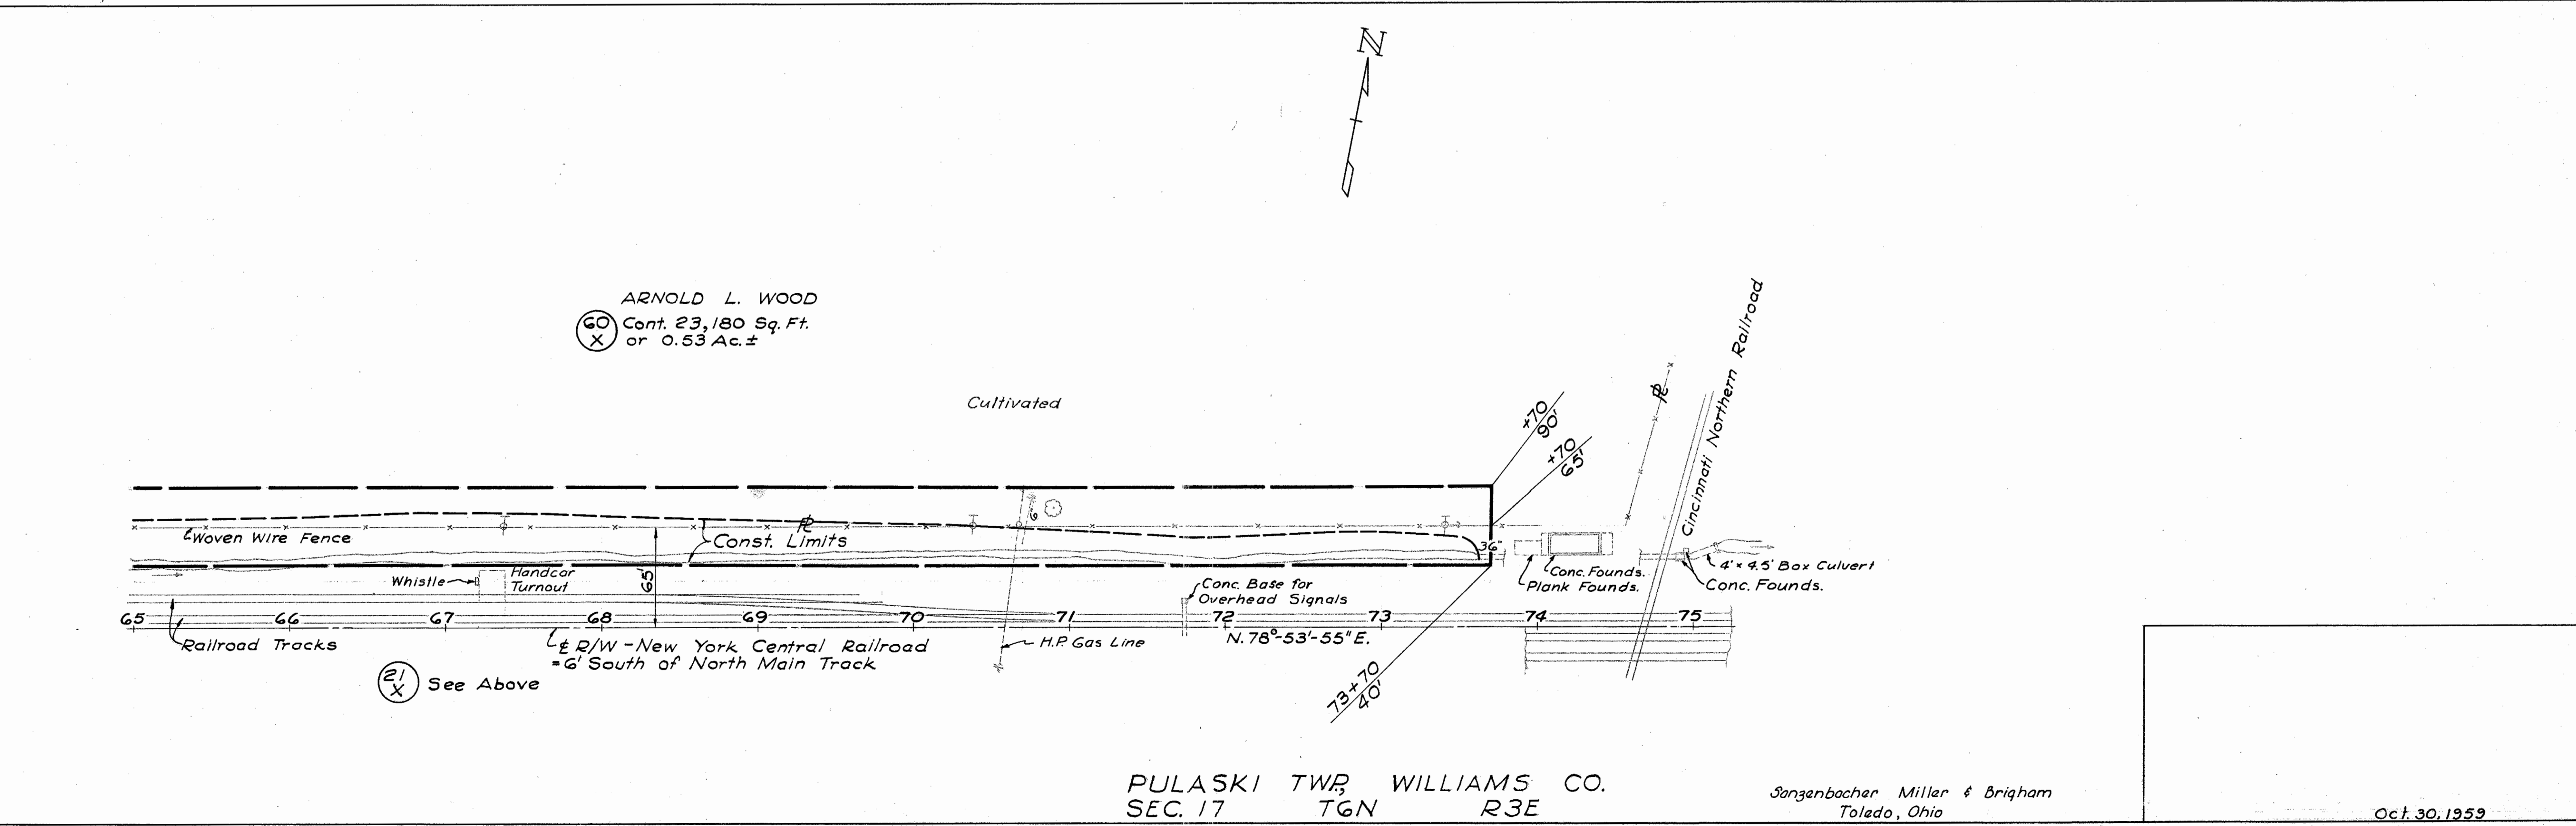 N
ARNOLD L. WOOD
60
X
Cont. 23,180 Sq. Ft.
or 0.53 Ac.±
Cultivated
+70
90'
+70
65'
Cincinnati Northern Railroad
Woven Wire Fence
Const. Limits
6"
36"
65'
Whistle
Handcar
Turnout
Conc. Base for
Overhead Signals
Conc. Founds.
Plank Founds.
4' x 4.5' Box Culvert
Conc. Founds.
65 66 67 68 69 70 71 72 73 74 75
Railroad Tracks
℄ R/W - New York Central Railroad
= 6' South of North Main Track
H.P. Gas Line
N. 78°-53'-55" E.
21
X
See Above
73+70
40'
PULASKI TWP., WILLIAMS CO.
SEC. 17 T6N R3E
Sanzenbacher Miller & Brigham
Toledo, Ohio
Oct. 30, 1959